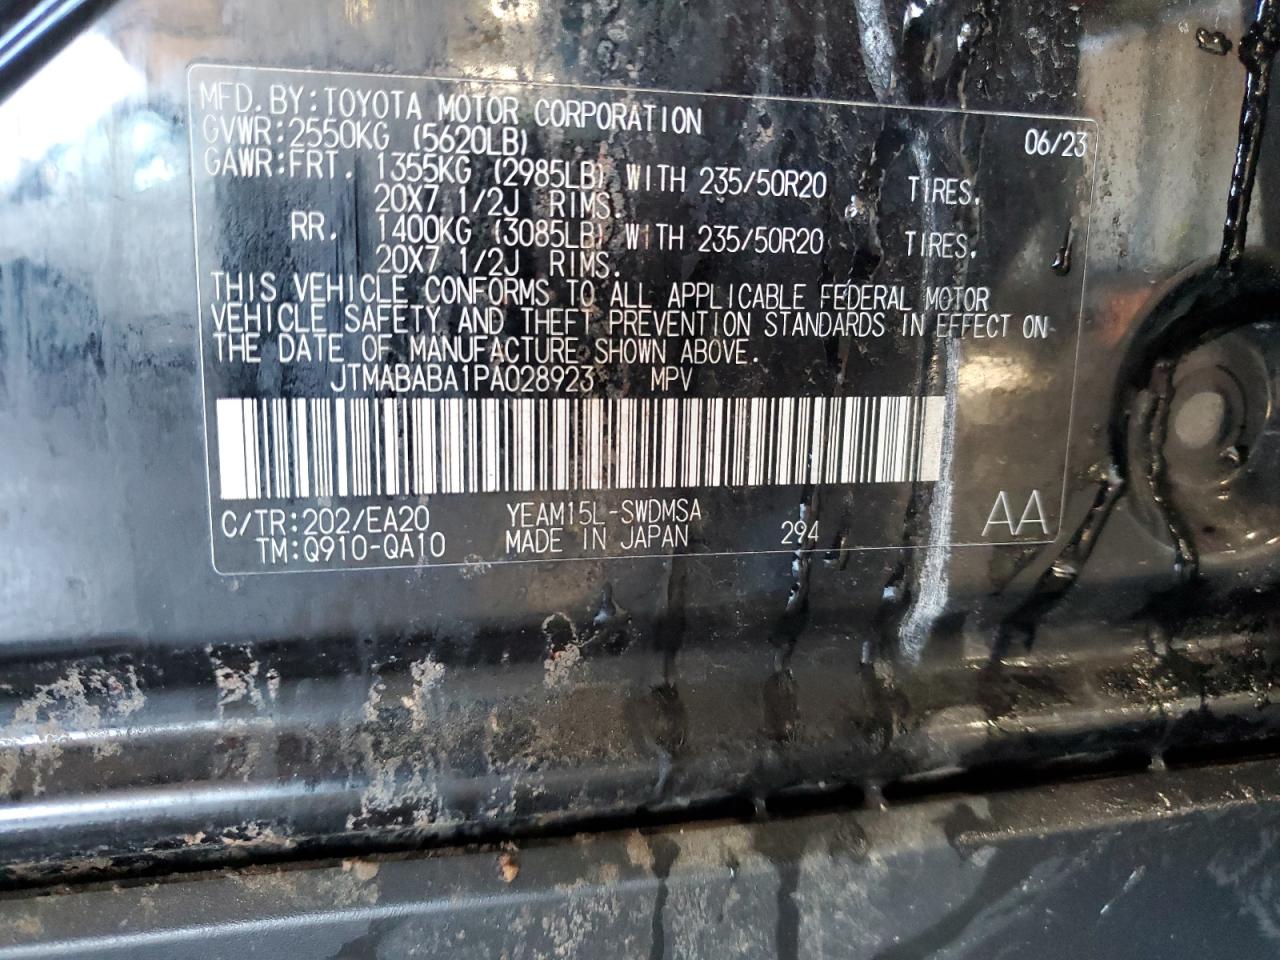 MFD.BY:TOYOTA MOTOR CORPORATION 06/23
GVWR:2550KG (5620LB)
GAWR:FRT. 1355KG (2985LB) WITH 235/50R20 TIRES.
20X7 1/2J RIMS.
RR. 1400KG (3085LB) WITH 235/50R20 TIRES.
20X7 1/2J RIMS.
THIS VEHICLE CONFORMS TO ALL APPLICABLE FEDERAL MOTOR
VEHICLE SAFETY AND THEFT PREVENTION STANDARDS IN EFFECT ON
THE DATE OF MANUFACTURE SHOWN ABOVE.
JTMABABA1PA028923 MPV
C/TR:202/EA20 YEAM15L-SWDMSA AA
TM:Q910-QA10 MADE IN JAPAN 294